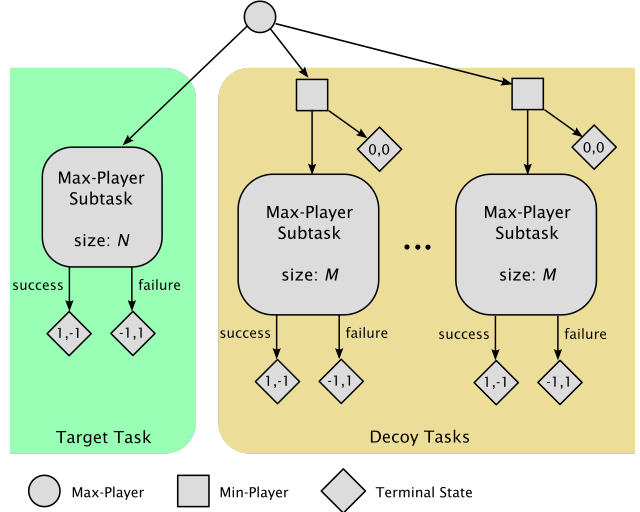 0,0
0,0
Max-Player
Subtask
size: N
Max-Player
Subtask
size: M
...
Max-Player
Subtask
size: M
success
failure
success
failure
success
failure
1,-1
-1,1
1,-1
-1,1
1,-1
-1,1
Target Task
Decoy Tasks
Max-Player
Min-Player
Terminal State